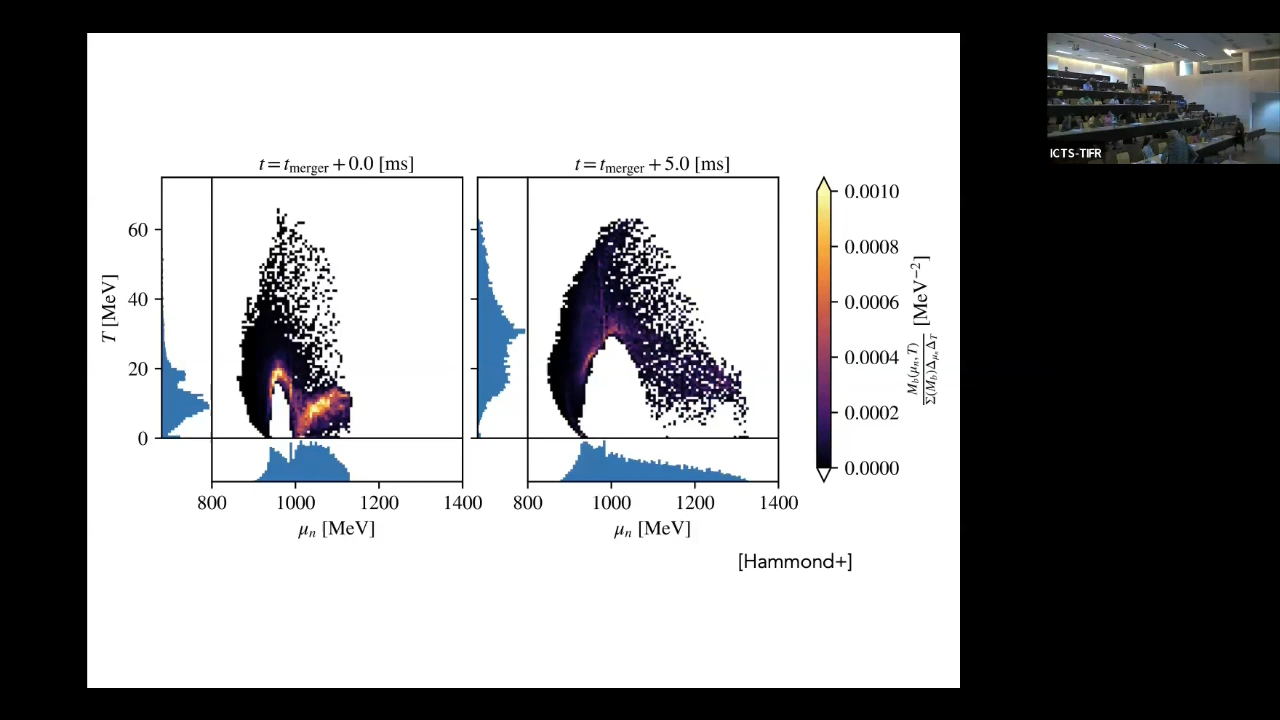 ICTS-TIFR
t = t_merger + 0.0 [ms]
t = t_merger + 5.0 [ms]
T [MeV]
60
40
20
0
800
1000
1200
1400
μ_n [MeV]
800
1000
1200
1400
μ_n [MeV]
0.0010
0.0008
0.0006
0.0004
0.0002
0.0000
M_b(μ_n,T)
Σ(M_b)Δ_μ_nΔ_T
[MeV⁻²]
[Hammond+]